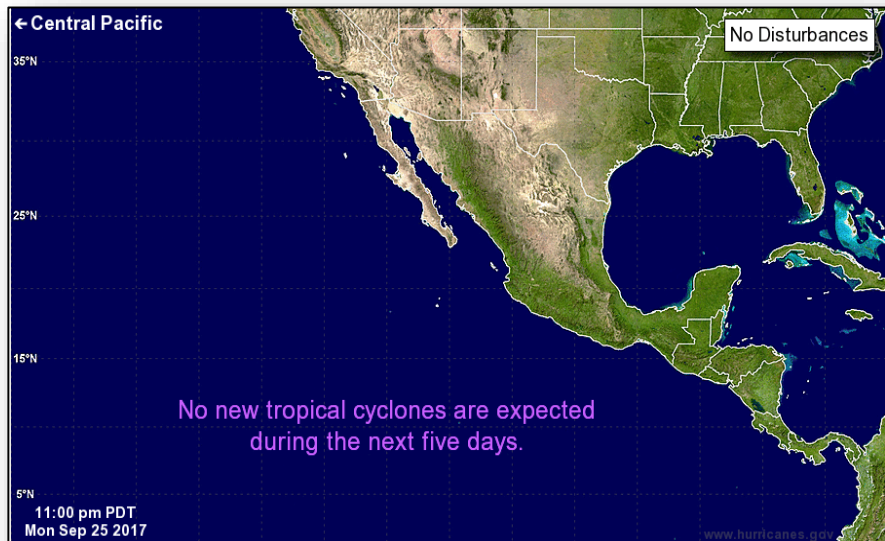 ← Central Pacific
No Disturbances
35°N
25°N
15°N
No new tropical cyclones are expected
during the next five days.
5°N
11:00 pm PDT
Mon Sep 25 2017
www.hurricanes.gov